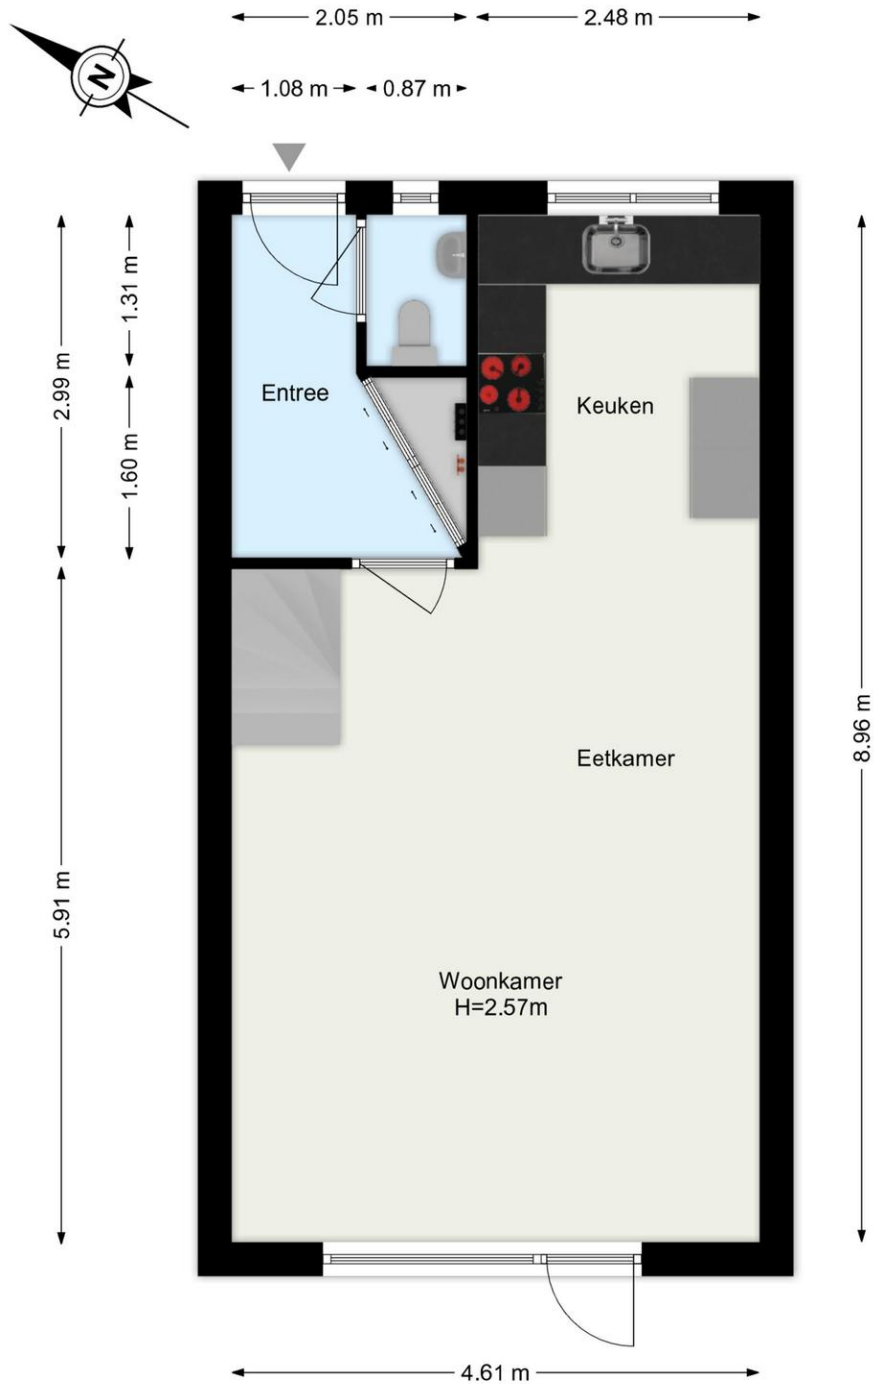 2.05 m
2.48 m
1.08 m
0.87 m
N
1.31 m
2.99 m
Entree
Keuken
1.60 m
8.96 m
Eetkamer
5.91 m
Woonkamer
H=2.57m
4.61 m